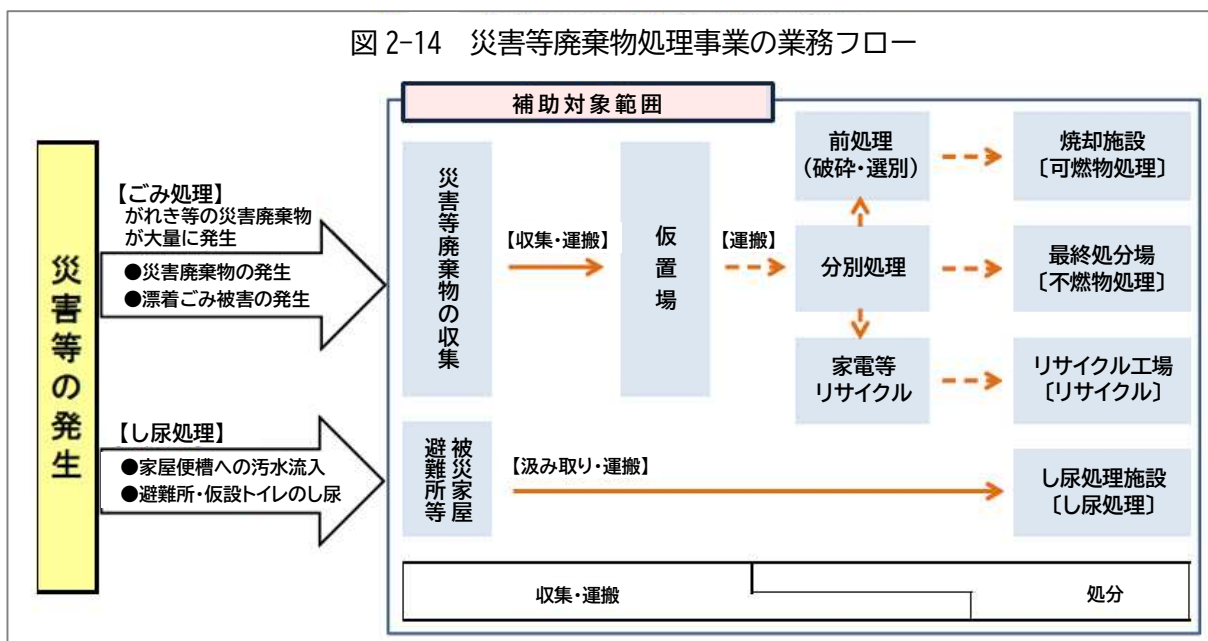 図 2-14　災害等廃棄物処理事業の業務フロー
補助対象範囲
災害等の発生
【ごみ処理】
がれき等の災害廃棄物
が大量に発生
●災害廃棄物の発生
●漂着ごみ被害の発生
【し尿処理】
●家屋便槽への汚水流入
●避難所・仮設トイレのし尿
災害等廃棄物の収集
【収集・運搬】
仮置場
【運搬】
前処理
（破砕・選別）
分別処理
家電等
リサイクル
焼却施設
〔可燃物処理〕
最終処分場
〔不燃物処理〕
リサイクル工場
〔リサイクル〕
被災家屋
避難所等
【汲み取り・運搬】
し尿処理施設
〔し尿処理〕
収集・運搬
処分